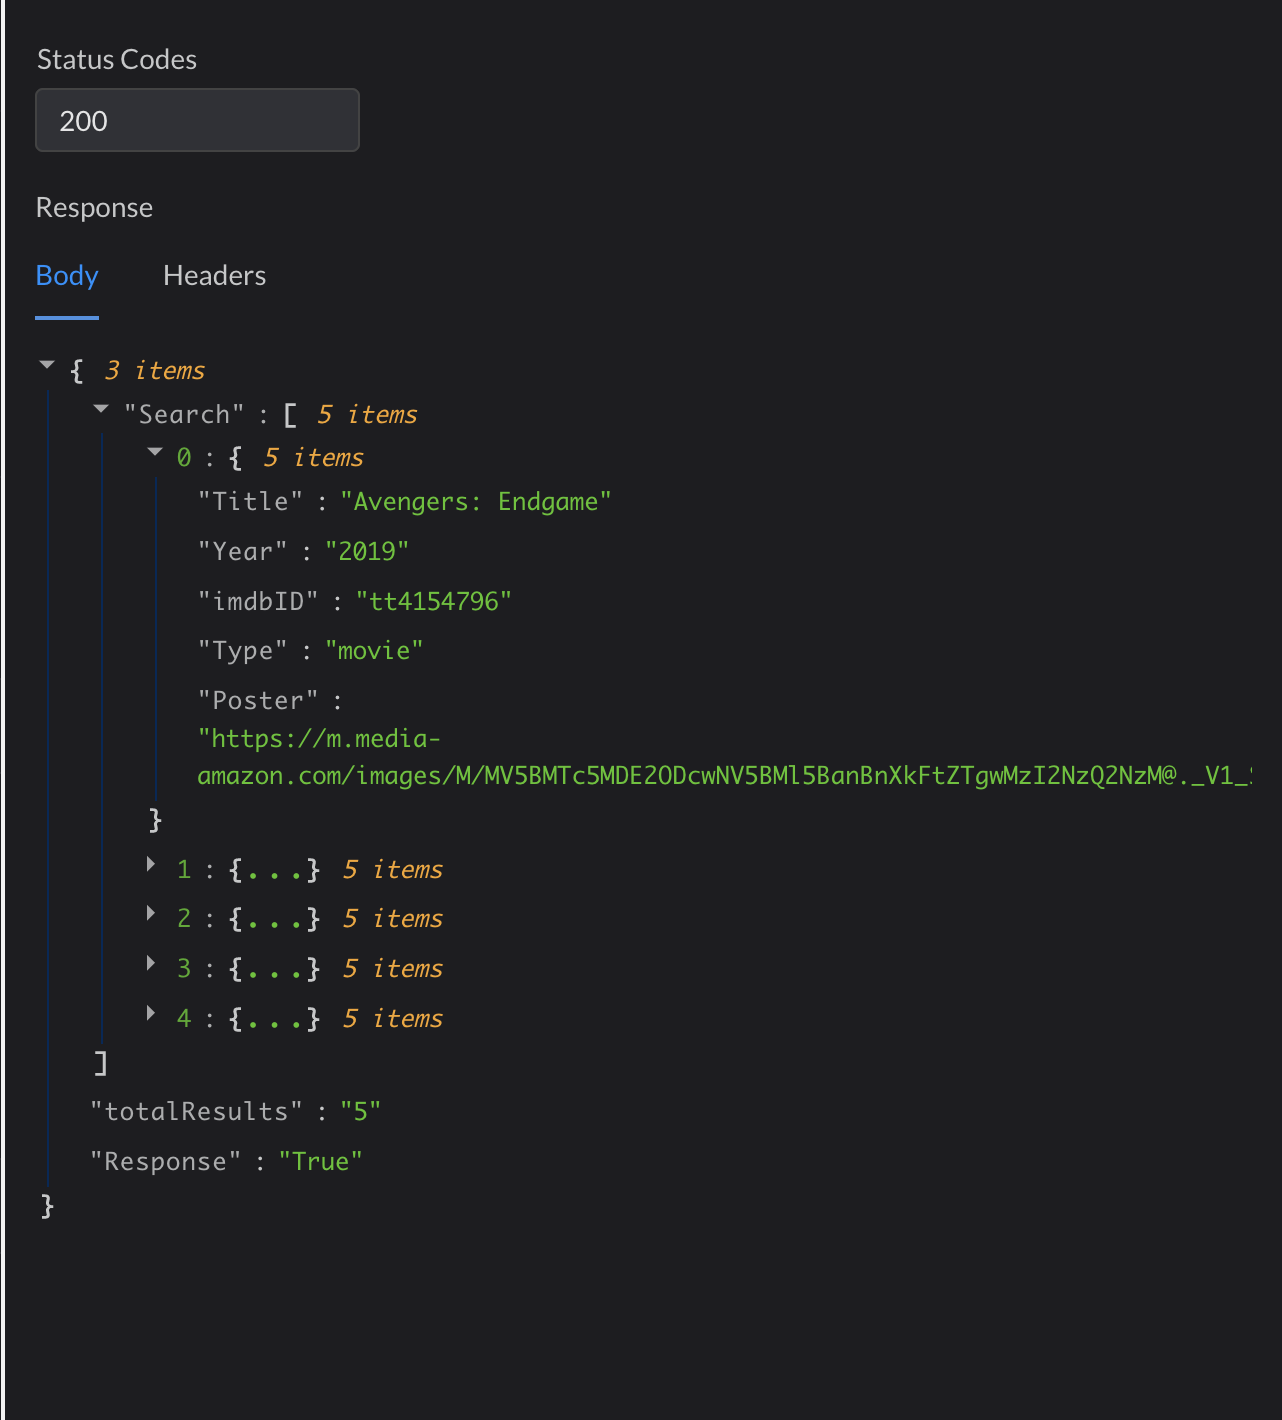 Status Codes
200
Response
Body Headers
{ 3 items
"Search" : [ 5 items
0 : { 5 items
"Title" : "Avengers: Endgame"
"Year" : "2019"
"imdbID" : "tt4154796"
"Type" : "movie"
"Poster" :
"https://m.media-
amazon.com/images/M/MV5BMTc5MDE2ODcwNV5BMl5BanBnXkFtZTgwMzI2NzQ2NzM@._V1_
}
1 : {...} 5 items
2 : {...} 5 items
3 : {...} 5 items
4 : {...} 5 items
]
"totalResults" : "5"
"Response" : "True"
}